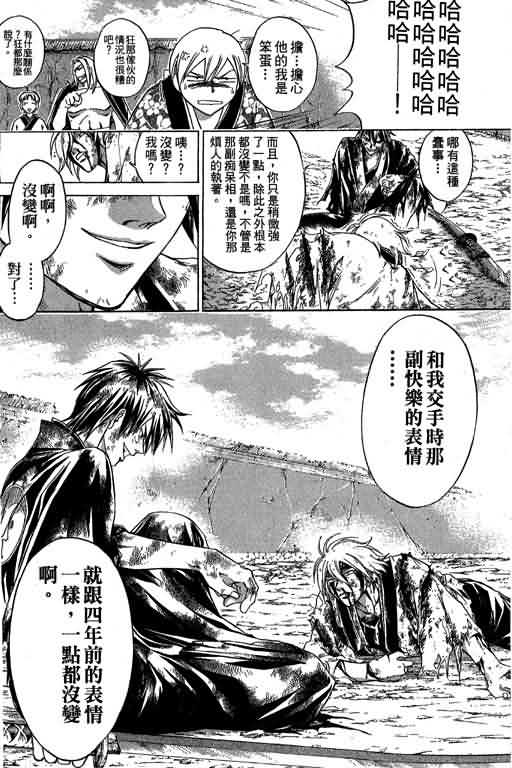 哈哈哈哈
哈哈哈哈
哈哈哈哈
哈哈哈——！
擔…擔心
他的我是
笨蛋…
狂那傢伙的
情況也很糟
吧？
有什麼關係
？狂都那麼
說了。
哪有這種
蠢事…
而且，你只是稍微強
了一點，除此之外根本
都沒變不是嗎，不管是
那副痴呆相，還是你那
煩人的執著。
咦…？
沒變？
我嗎？
啊啊，
沒變啊。
……
對了…
和我交手時那
副快樂的表情
……
就跟四年前的表情
一樣，一點都沒變
啊。